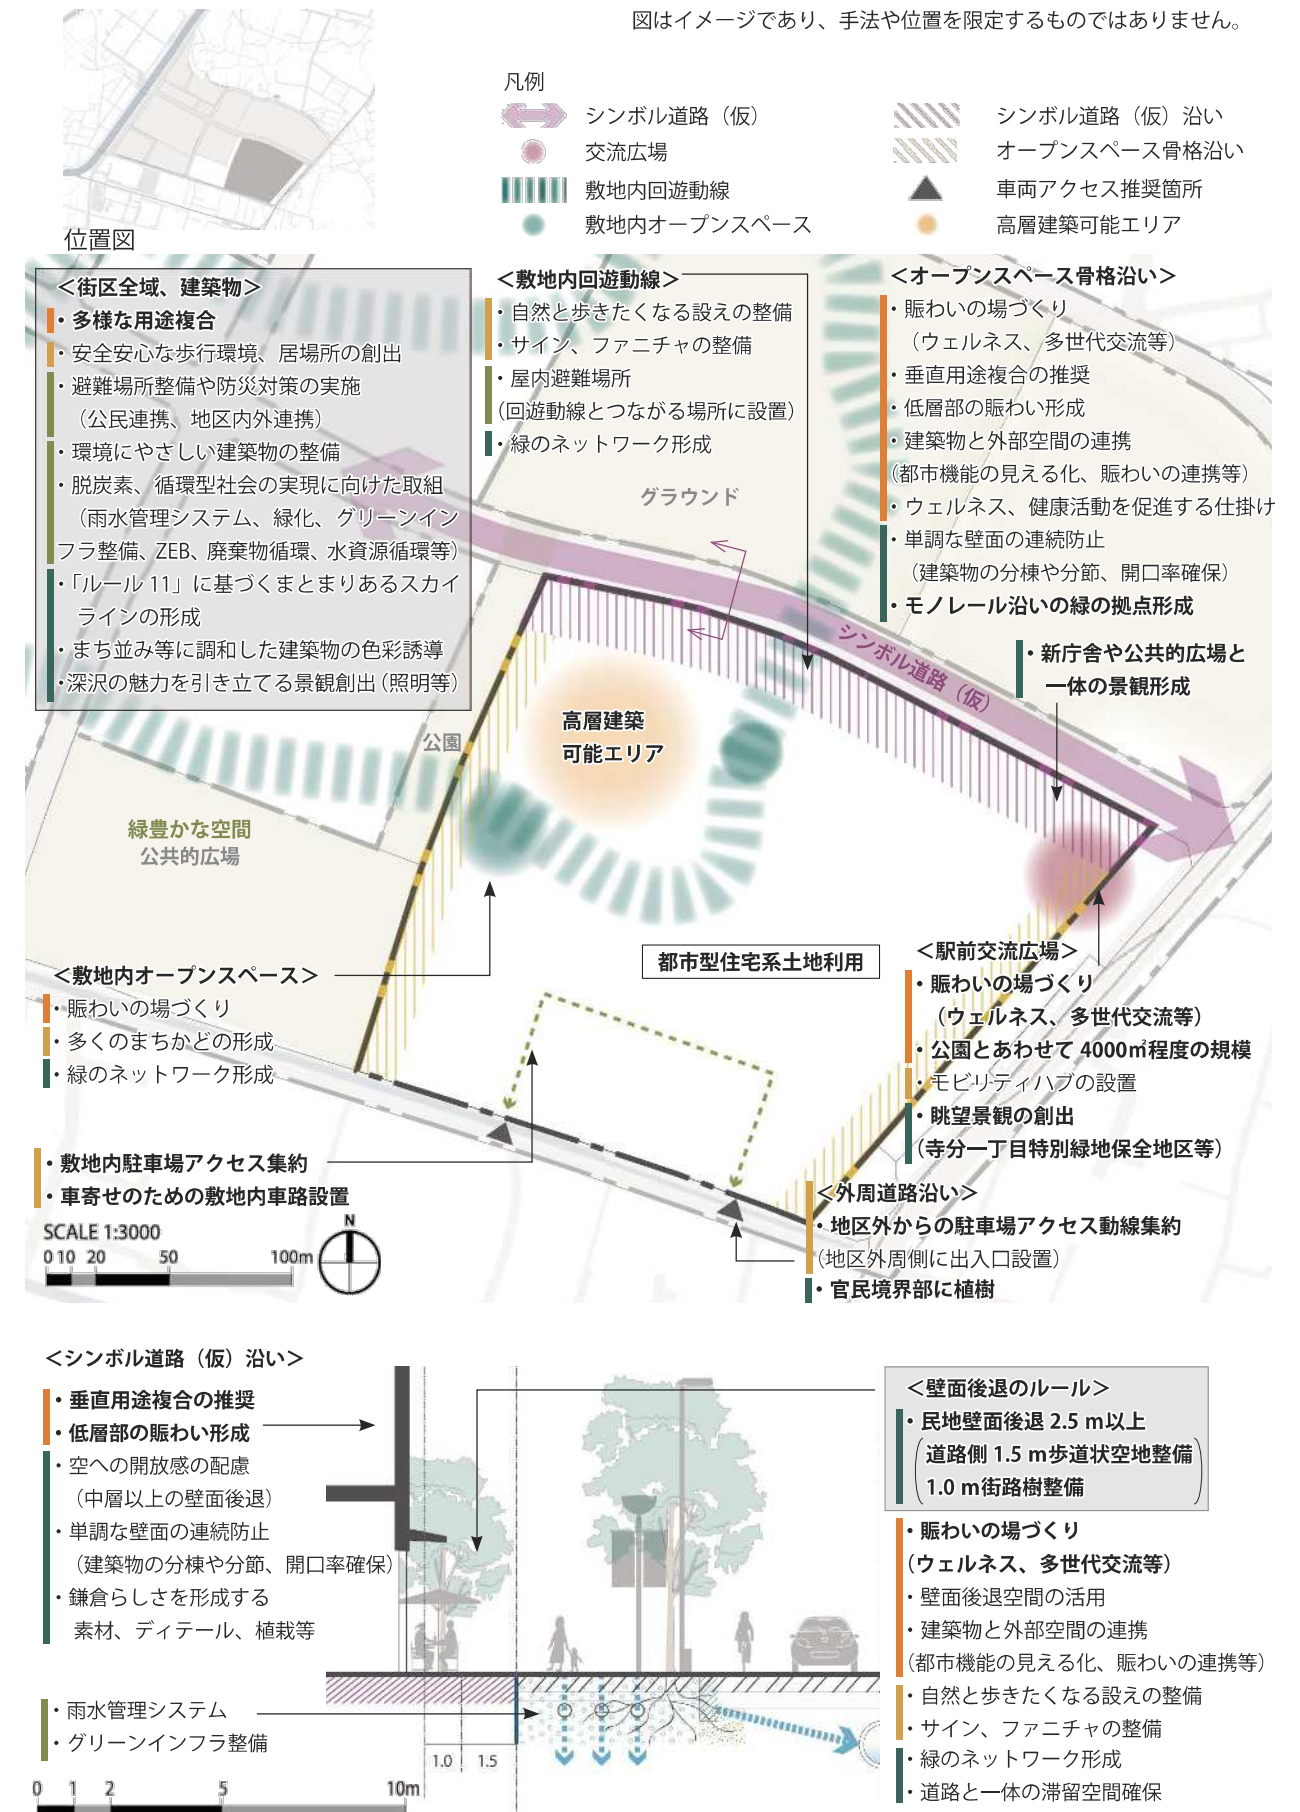 図はイメージであり、手法や位置を限定するものではありません。
位置図
凡例
シンボル道路（仮）
交流広場
敷地内回遊動線
敷地内オープンスペース
シンボル道路（仮）沿い
オープンスペース骨格沿い
車両アクセス推奨箇所
高層建築可能エリア
＜街区全域、建築物＞
・多様な用途複合
・安全安心な歩行環境、居場所の創出
・避難場所整備や防災対策の実施
（公民連携、地区内外連携）
・環境にやさしい建築物の整備
・脱炭素、循環型社会の実現に向けた取組
（雨水管理システム、緑化、グリーンイン
フラ整備、ZEB、廃棄物循環、水資源循環等）
・「ルール 11」に基づくまとまりあるスカイ
ラインの形成
・まち並み等に調和した建築物の色彩誘導
・深沢の魅力を引き立てる景観創出（照明等）
＜敷地内回遊動線＞
・自然と歩きたくなる設えの整備
・サイン、ファニチャの整備
・屋内避難場所
（回遊動線とつながる場所に設置）
・緑のネットワーク形成
＜オープンスペース骨格沿い＞
・賑わいの場づくり
（ウェルネス、多世代交流等）
・垂直用途複合の推奨
・低層部の賑わい形成
・建築物と外部空間の連携
（都市機能の見える化、賑わいの連携等）
・ウェルネス、健康活動を促進する仕掛け
・単調な壁面の連続防止
（建築物の分棟や分節、開口率確保）
・モノレール沿いの緑の拠点形成
・新庁舎や公共的広場と
一体の景観形成
グラウンド
シンボル道路（仮）
高層建築
可能エリア
公園
緑豊かな空間
公共的広場
都市型住宅系土地利用
＜敷地内オープンスペース＞
・賑わいの場づくり
・多くのまちかどの形成
・緑のネットワーク形成
＜駅前交流広場＞
・賑わいの場づくり
（ウェルネス、多世代交流等）
・公園とあわせて 4000㎡程度の規模
・モビリティハブの設置
・眺望景観の創出
（寺分一丁目特別緑地保全地区等）
・敷地内駐車場アクセス集約
・車寄せのための敷地内車路設置
＜外周道路沿い＞
・地区外からの駐車場アクセス動線集約
（地区外周側に出入口設置）
・官民境界部に植樹
SCALE 1:3000
0 10 20 50 100m
N
＜シンボル道路（仮）沿い＞
・垂直用途複合の推奨
・低層部の賑わい形成
・空への開放感の配慮
（中層以上の壁面後退）
・単調な壁面の連続防止
（建築物の分棟や分節、開口率確保）
・鎌倉らしさを形成する
素材、ディテール、植栽等
・雨水管理システム
・グリーンインフラ整備
1.0 1.5
0 1 2 5 10m
＜壁面後退のルール＞
・民地壁面後退 2.5 m以上
（道路側 1.5 m歩道状空地整備
1.0 m街路樹整備）
・賑わいの場づくり
（ウェルネス、多世代交流等）
・壁面後退空間の活用
・建築物と外部空間の連携
（都市機能の見える化、賑わいの連携等）
・自然と歩きたくなる設えの整備
・サイン、ファニチャの整備
・緑のネットワーク形成
・道路と一体の滞留空間確保